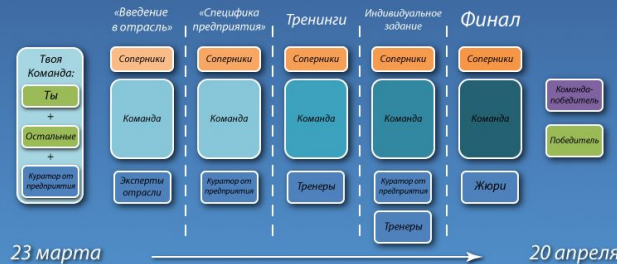 «Введение
в отрасль»
«Специфика
предприятия»
Тренинги
Индивидуальное
задание
Финал
Твоя
Команда:
Ты
+
Остальные
+
Куратор от
предприятия
Соперники
Соперники
Соперники
Соперники
Соперники
Команда
Команда
Команда
Команда
Команда
Команда-
победитель
Победитель
Эксперты
отрасли
Куратор от
предприятия
Тренеры
Куратор от
предприятия
Жюри
Тренеры
23 марта
20 апреля